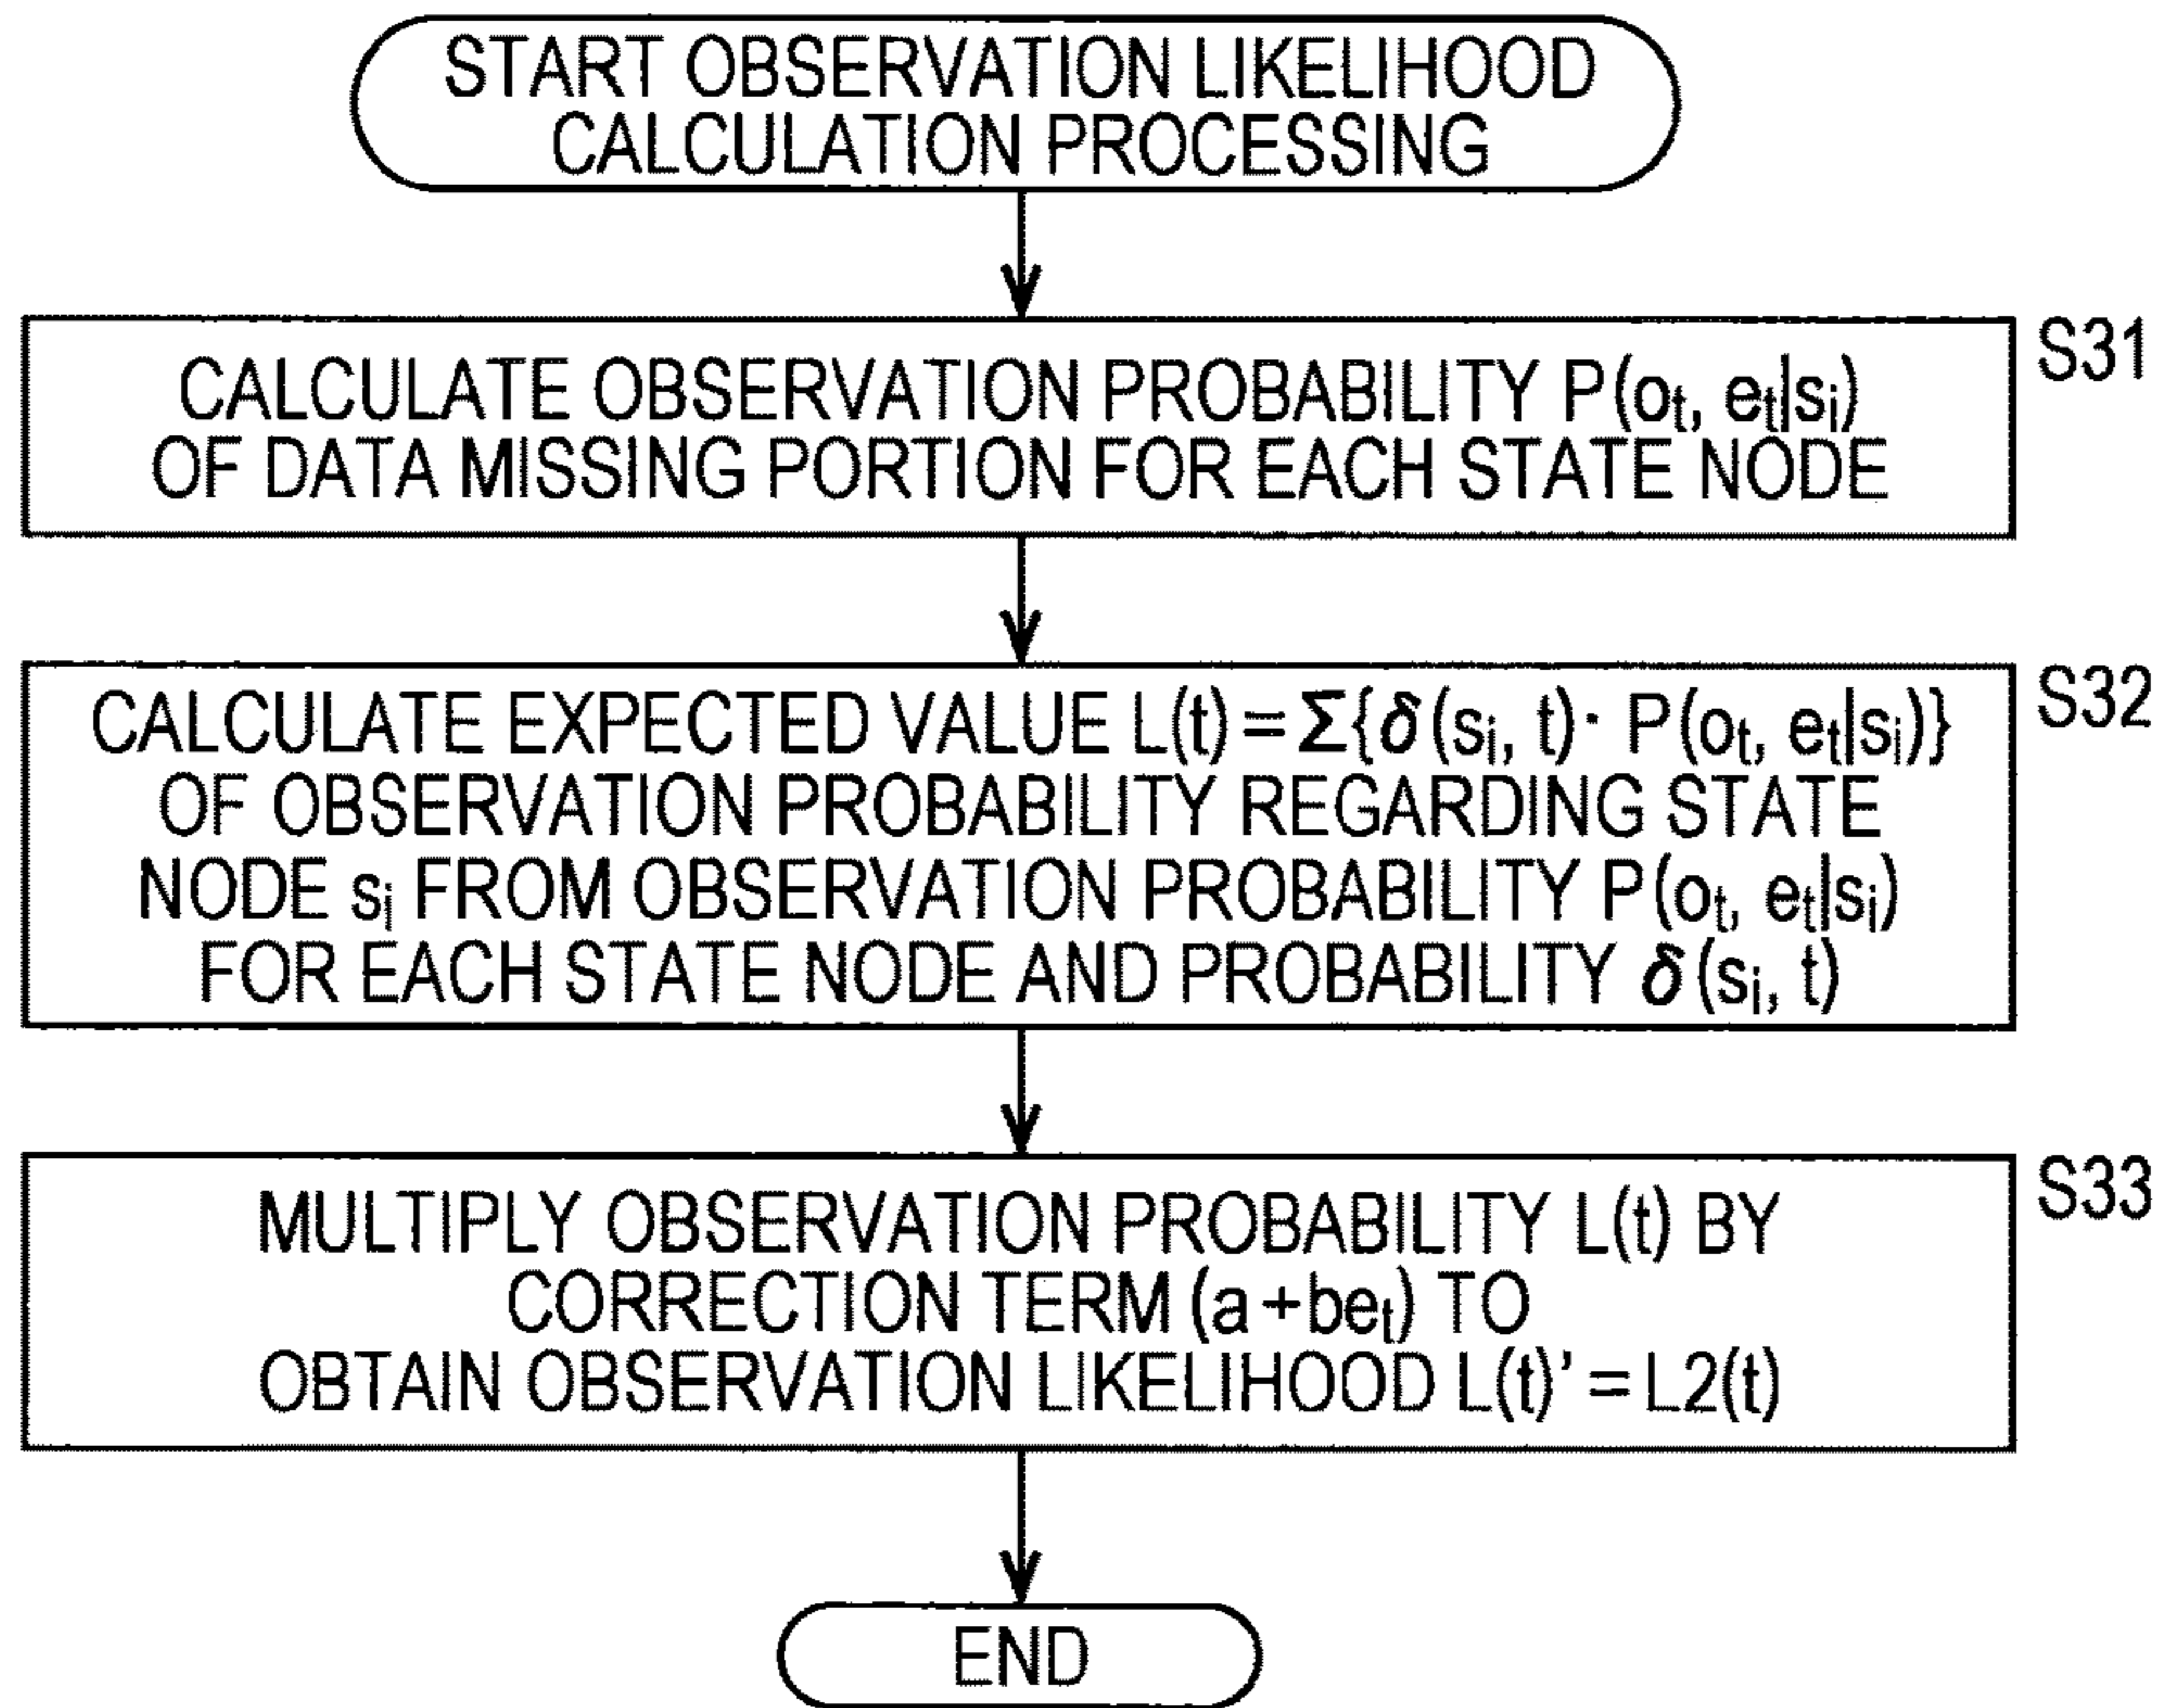 START OBSERVATION LIKELIHOOD
CALCULATION PROCESSING
CALCULATE OBSERVATION PROBABILITY P(oₜ, eₜ|sᵢ)
OF DATA MISSING PORTION FOR EACH STATE NODE
S31
CALCULATE EXPECTED VALUE L(t) = Σ{δ(sᵢ, t)· P(oₜ, eₜ|sᵢ)}
OF OBSERVATION PROBABILITY REGARDING STATE
NODE sᵢ FROM OBSERVATION PROBABILITY P(oₜ, eₜ|sᵢ)
FOR EACH STATE NODE AND PROBABILITY δ(sᵢ, t)
S32
MULTIPLY OBSERVATION PROBABILITY L(t) BY
CORRECTION TERM (a+beₜ) TO
OBTAIN OBSERVATION LIKELIHOOD L(t)' = L2(t)
S33
END